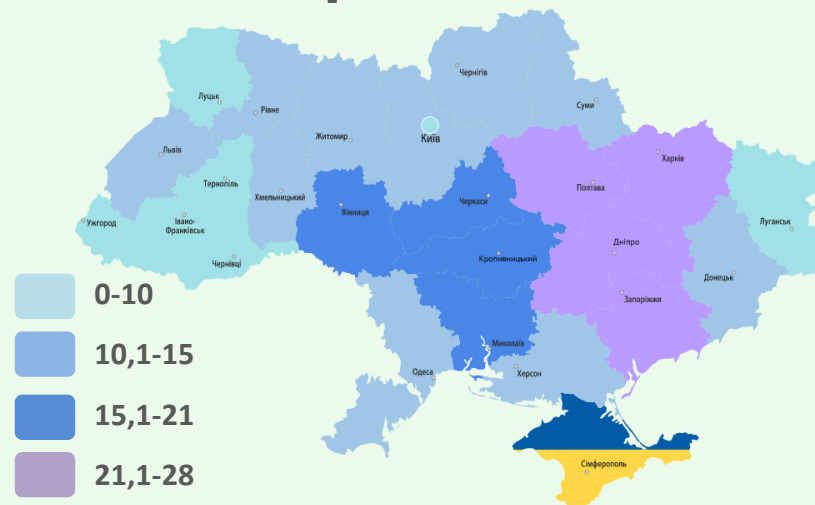 Чернігів
Луцьк
Рівне
Суми
Житомир
Київ
Львів
Харків
Тернопіль
Хмельницький
Полтава
Черкаси
Вінниця
Ужгород
Івано-
Франківськ
Луганськ
Дніпро
Чернівці
Кропивницький
Донецьк
Запоріжжя
0-10
10,1-15
Миколаїв
Одеса
Херсон
15,1-21
21,1-28
Сімферополь